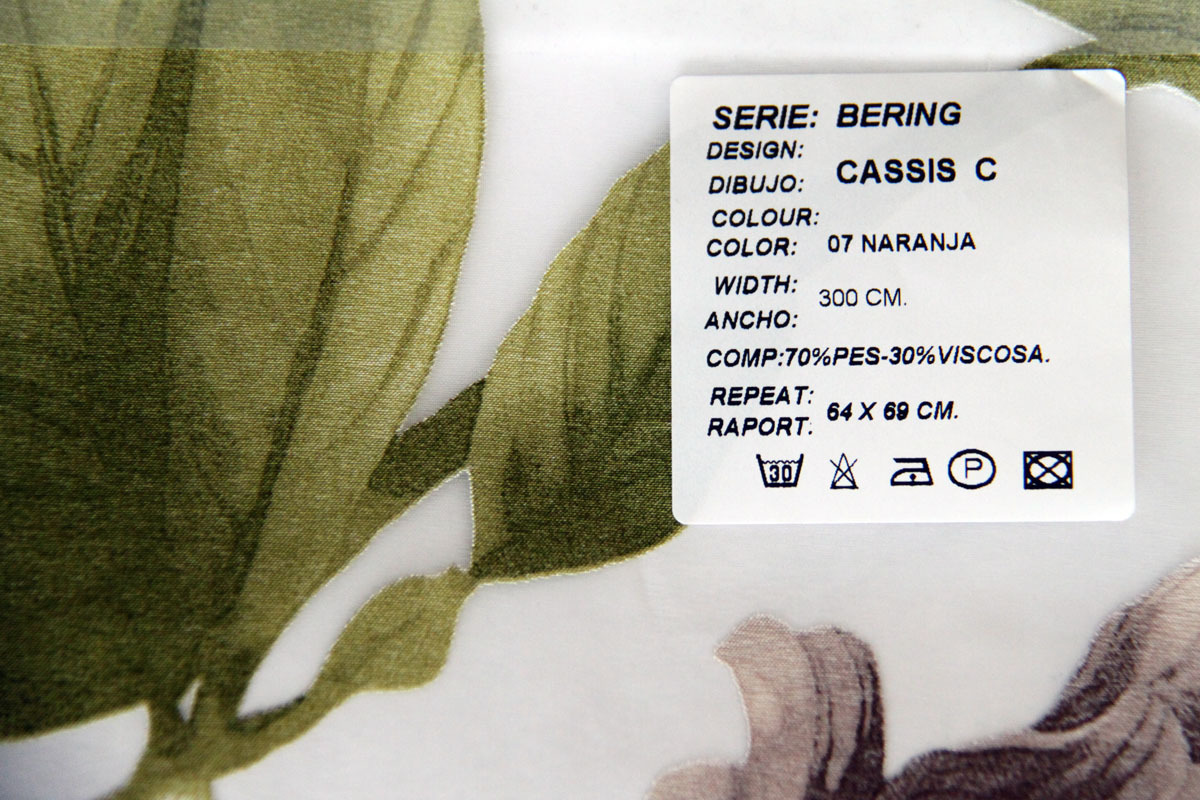 SERIE: BERING
DESIGN:
DIBUJO: CASSIS C
COLOUR:
COLOR: 07 NARANJA
WIDTH:
ANCHO: 300 CM.
COMP:70%PES-30%VISCOSA.
REPEAT:
RAPORT: 64 X 69 CM.
30 P